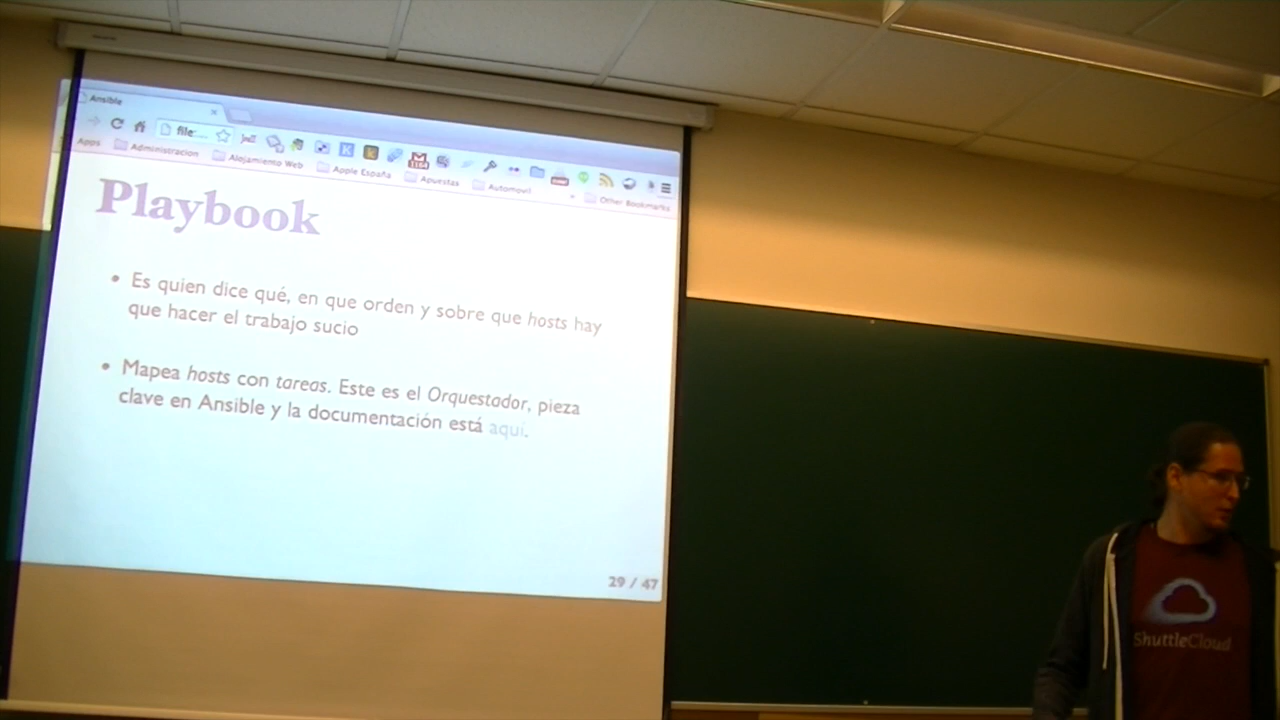 Ansible
file:...
Apps Administracion Alojamiento Web Apple España Apuestas Automovil Other Bookmarks
Playbook
• Es quien dice qué, en que orden y sobre que hosts hay
que hacer el trabajo sucio
• Mapea hosts con tareas. Este es el Orquestador, pieza
clave en Ansible y la documentación está aquí.
29 / 47
ShuttleCloud